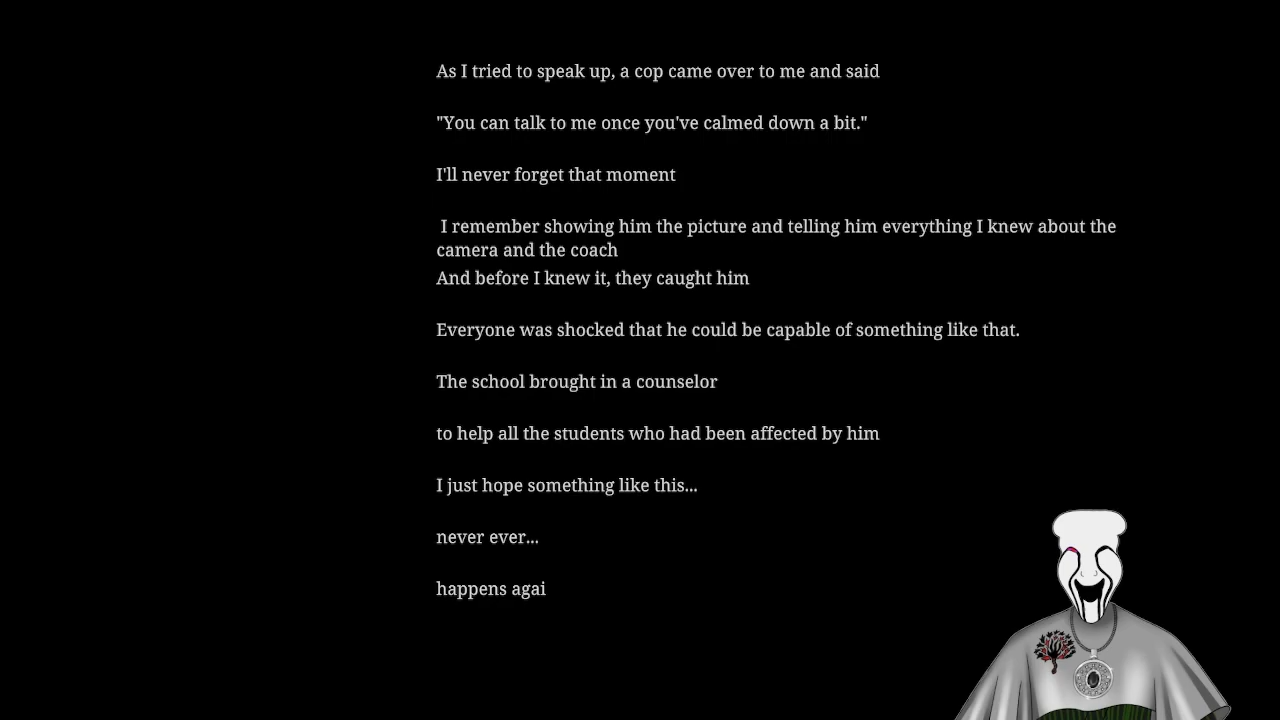 As I tried to speak up, a cop came over to me and said
"You can talk to me once you've calmed down a bit."
I'll never forget that moment
I remember showing him the picture and telling him everything I knew about the
camera and the coach
And before I knew it, they caught him
Everyone was shocked that he could be capable of something like that.
The school brought in a counselor
to help all the students who had been affected by him
I just hope something like this...
never ever...
happens agai